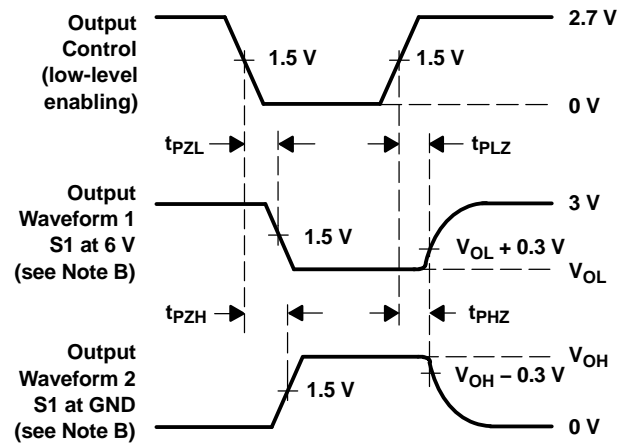 Output
Control
(low-level
enabling)
2.7 V
1.5 V
1.5 V
0 V
tPZL
tPLZ
Output
Waveform 1
S1 at 6 V
(see Note B)
3 V
1.5 V
VOL + 0.3 V
VOL
tPZH
tPHZ
Output
Waveform 2
S1 at GND
(see Note B)
VOH
1.5 V
VOH − 0.3 V
0 V